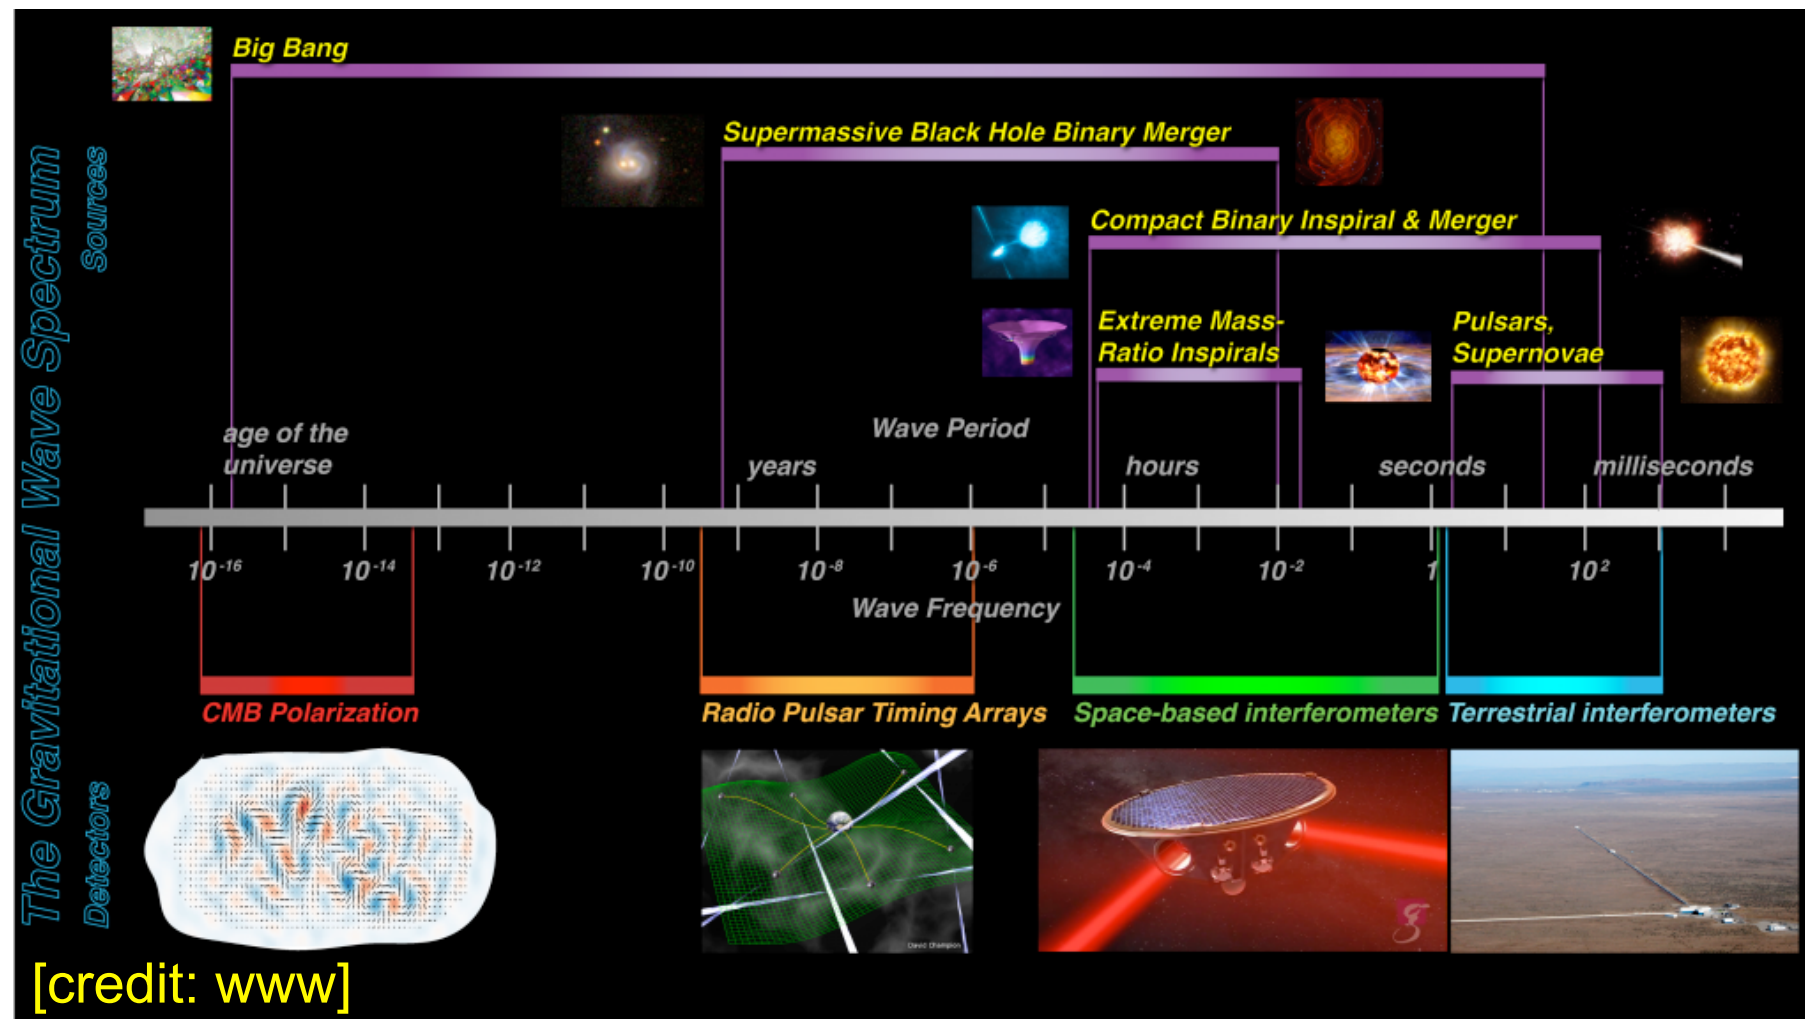 The Gravitational Wave Spectrum
Sources
Detectors
Big Bang
Supermassive Black Hole Binary Merger
Compact Binary Inspiral & Merger
Extreme Mass-
Ratio Inspirals
Pulsars,
Supernovae
Wave Period
age of the
universe
years
hours
seconds
milliseconds
10⁻¹⁶
10⁻¹⁴
10⁻¹²
10⁻¹⁰
10⁻⁸
10⁻⁶
10⁻⁴
10⁻²
1
10²
Wave Frequency
CMB Polarization
Radio Pulsar Timing Arrays
Space-based interferometers
Terrestrial interferometers
David Champion
[credit: www]